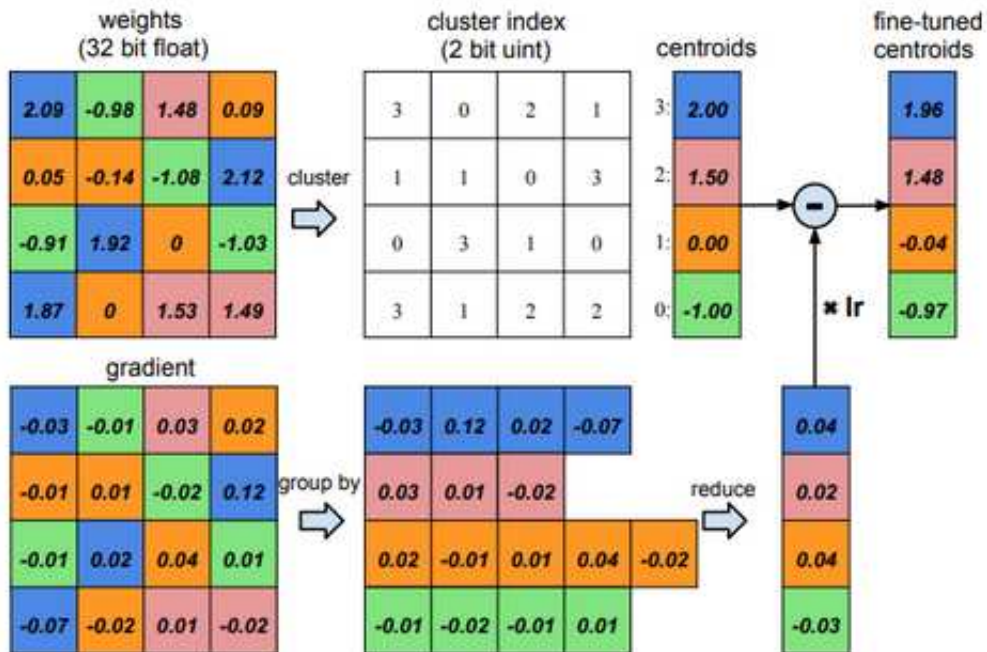 weights
(32 bit float)
cluster index
(2 bit uint)
centroids
fine-tuned
centroids
2.09 -0.98 1.48 0.09
3 0 2 1
3: 2.00
1.96
0.05 -0.14 -1.08 2.12
cluster
1 1 0 3
2: 1.50
1.48
-0.91 1.92 0 -1.03
0 3 1 0
1: 0.00
-
-0.04
1.87 0 1.53 1.49
3 1 2 2
0: -1.00
× lr
-0.97
gradient
-0.03 -0.01 0.03 0.02
-0.03 0.12 0.02 -0.07
0.04
-0.01 0.01 -0.02 0.12
group by
0.03 0.01 -0.02
reduce
0.02
-0.01 0.02 0.04 0.01
0.02 -0.01 0.01 0.04 -0.02
0.04
-0.07 -0.02 0.01 -0.02
-0.01 -0.02 -0.01 0.01
-0.03